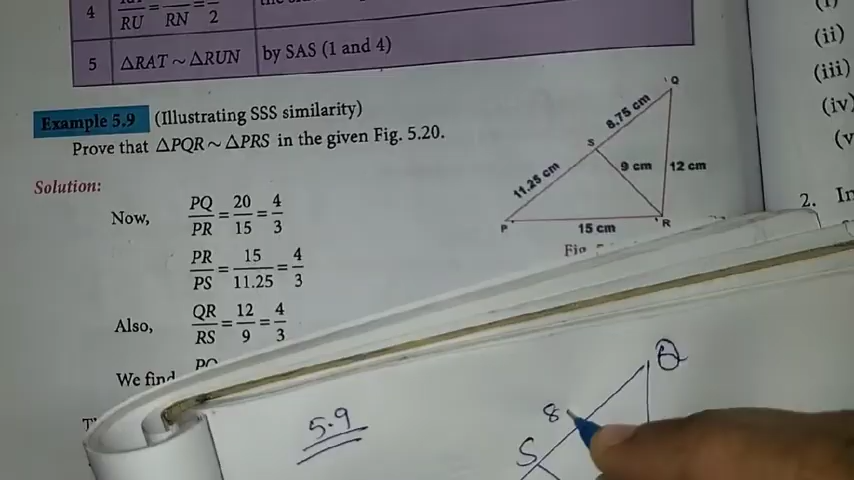 4 RU = RN = 2
5 ΔRAT ~ ΔRUN by SAS (1 and 4)
Example 5.9 (Illustrating SSS similarity)
Prove that ΔPQR ~ ΔPRS in the given Fig. 5.20.
Solution:
Now, PQ/PR = 20/15 = 4/3
PR/PS = 15/11.25 = 4/3
Also, QR/RS = 12/9 = 4/3
We find PQ
Q
8.75 cm
S
11.25 cm
9 cm
12 cm
P
15 cm
R
Fig
(ii)
(iii)
(iv)
(v
2. In
5.9
Q
8
S